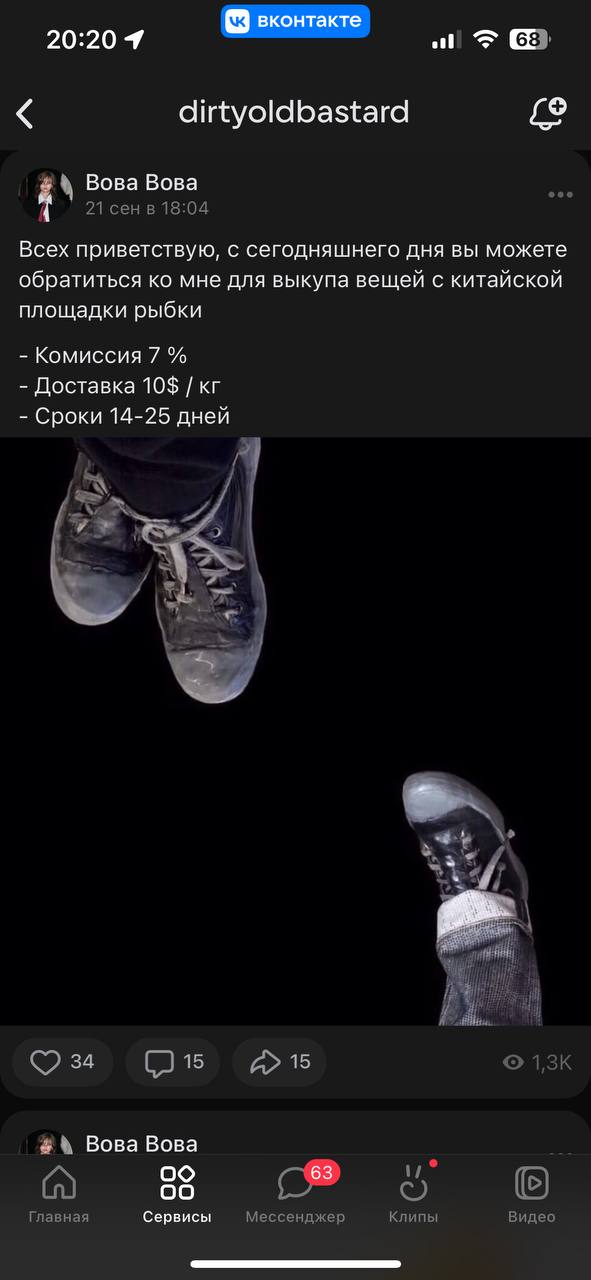 20:20
вконтакте
68
dirtyoldbastard
Вова Вова
21 сен в 18:04
Всех приветствую, с сегодняшнего дня вы можете
обратиться ко мне для выкупа вещей с китайской
площадки рыбки
- Комиссия 7 %
- Доставка 10$ / кг
- Сроки 14-25 дней
34
15
15
1,3K
Вова Вова
63
Главная
Сервисы
Мессенджер
Клипы
Видео